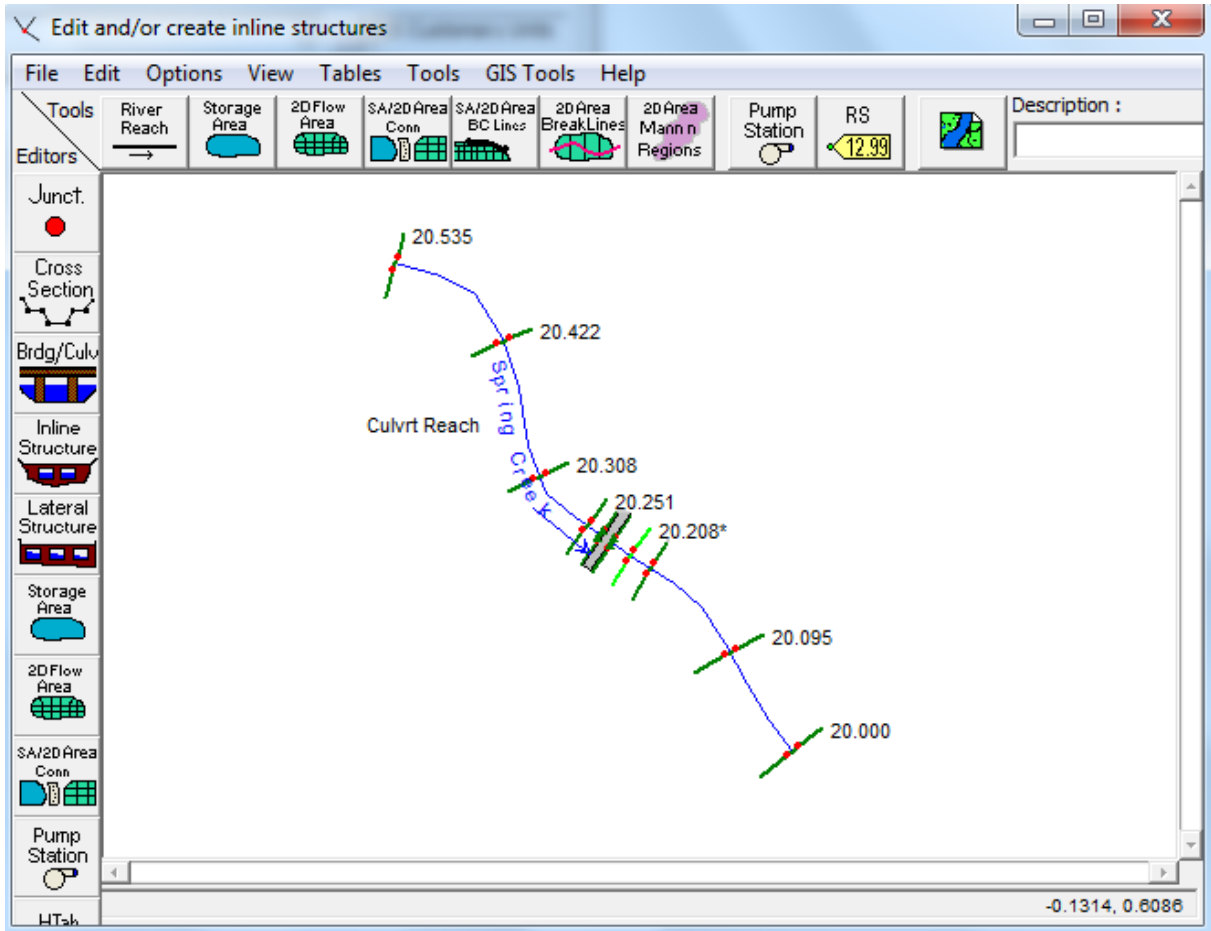 Edit and/or create inline structures
File Edit Options View Tables Tools GIS Tools Help
Tools
Editors
River
Reach
Storage
Area
2D Flow
Area
SA/2D Area
Conn
SA/2D Area
BC Lines
2D Area
BreakLines
2D Area
Mann n
Regions
Pump
Station
RS
12.99
Description :
Junct.
Cross
Section
Brdg/Culv
Inline
Structure
Lateral
Structure
Storage
Area
2D Flow
Area
SA/2D Area
Conn
Pump
Station
HTab
20.535
20.422
Spring Creek
Culvrt Reach
20.308
20.251
20.208*
20.095
20.000
-0.1314, 0.6086